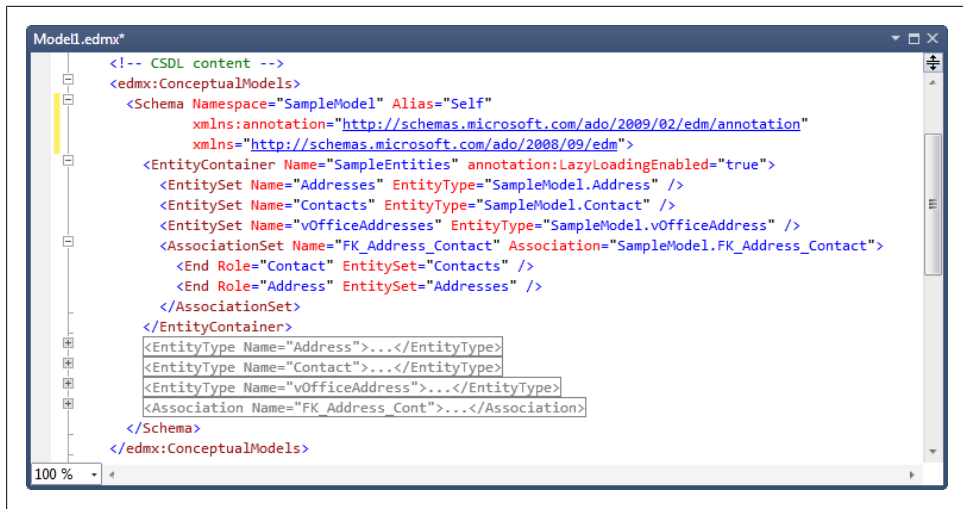 Model1.edmx*
<!-- CSDL content -->
<edmx:ConceptualModels>
<Schema Namespace="SampleModel" Alias="Self"
xmlns:annotation="http://schemas.microsoft.com/ado/2009/02/edm/annotation"
xmlns="http://schemas.microsoft.com/ado/2008/09/edm">
<EntityContainer Name="SampleEntities" annotation:LazyLoadingEnabled="true">
<EntitySet Name="Addresses" EntityType="SampleModel.Address" />
<EntitySet Name="Contacts" EntityType="SampleModel.Contact" />
<EntitySet Name="vOfficeAddresses" EntityType="SampleModel.vOfficeAddress" />
<AssociationSet Name="FK_Address_Contact" Association="SampleModel.FK_Address_Contact">
<End Role="Contact" EntitySet="Contacts" />
<End Role="Address" EntitySet="Addresses" />
</AssociationSet>
</EntityContainer>
<EntityType Name="Address">...</EntityType>
<EntityType Name="Contact">...</EntityType>
<EntityType Name="vOfficeAddress">...</EntityType>
<Association Name="FK_Address_Cont">...</Association>
</Schema>
</edmx:ConceptualModels>
100 %